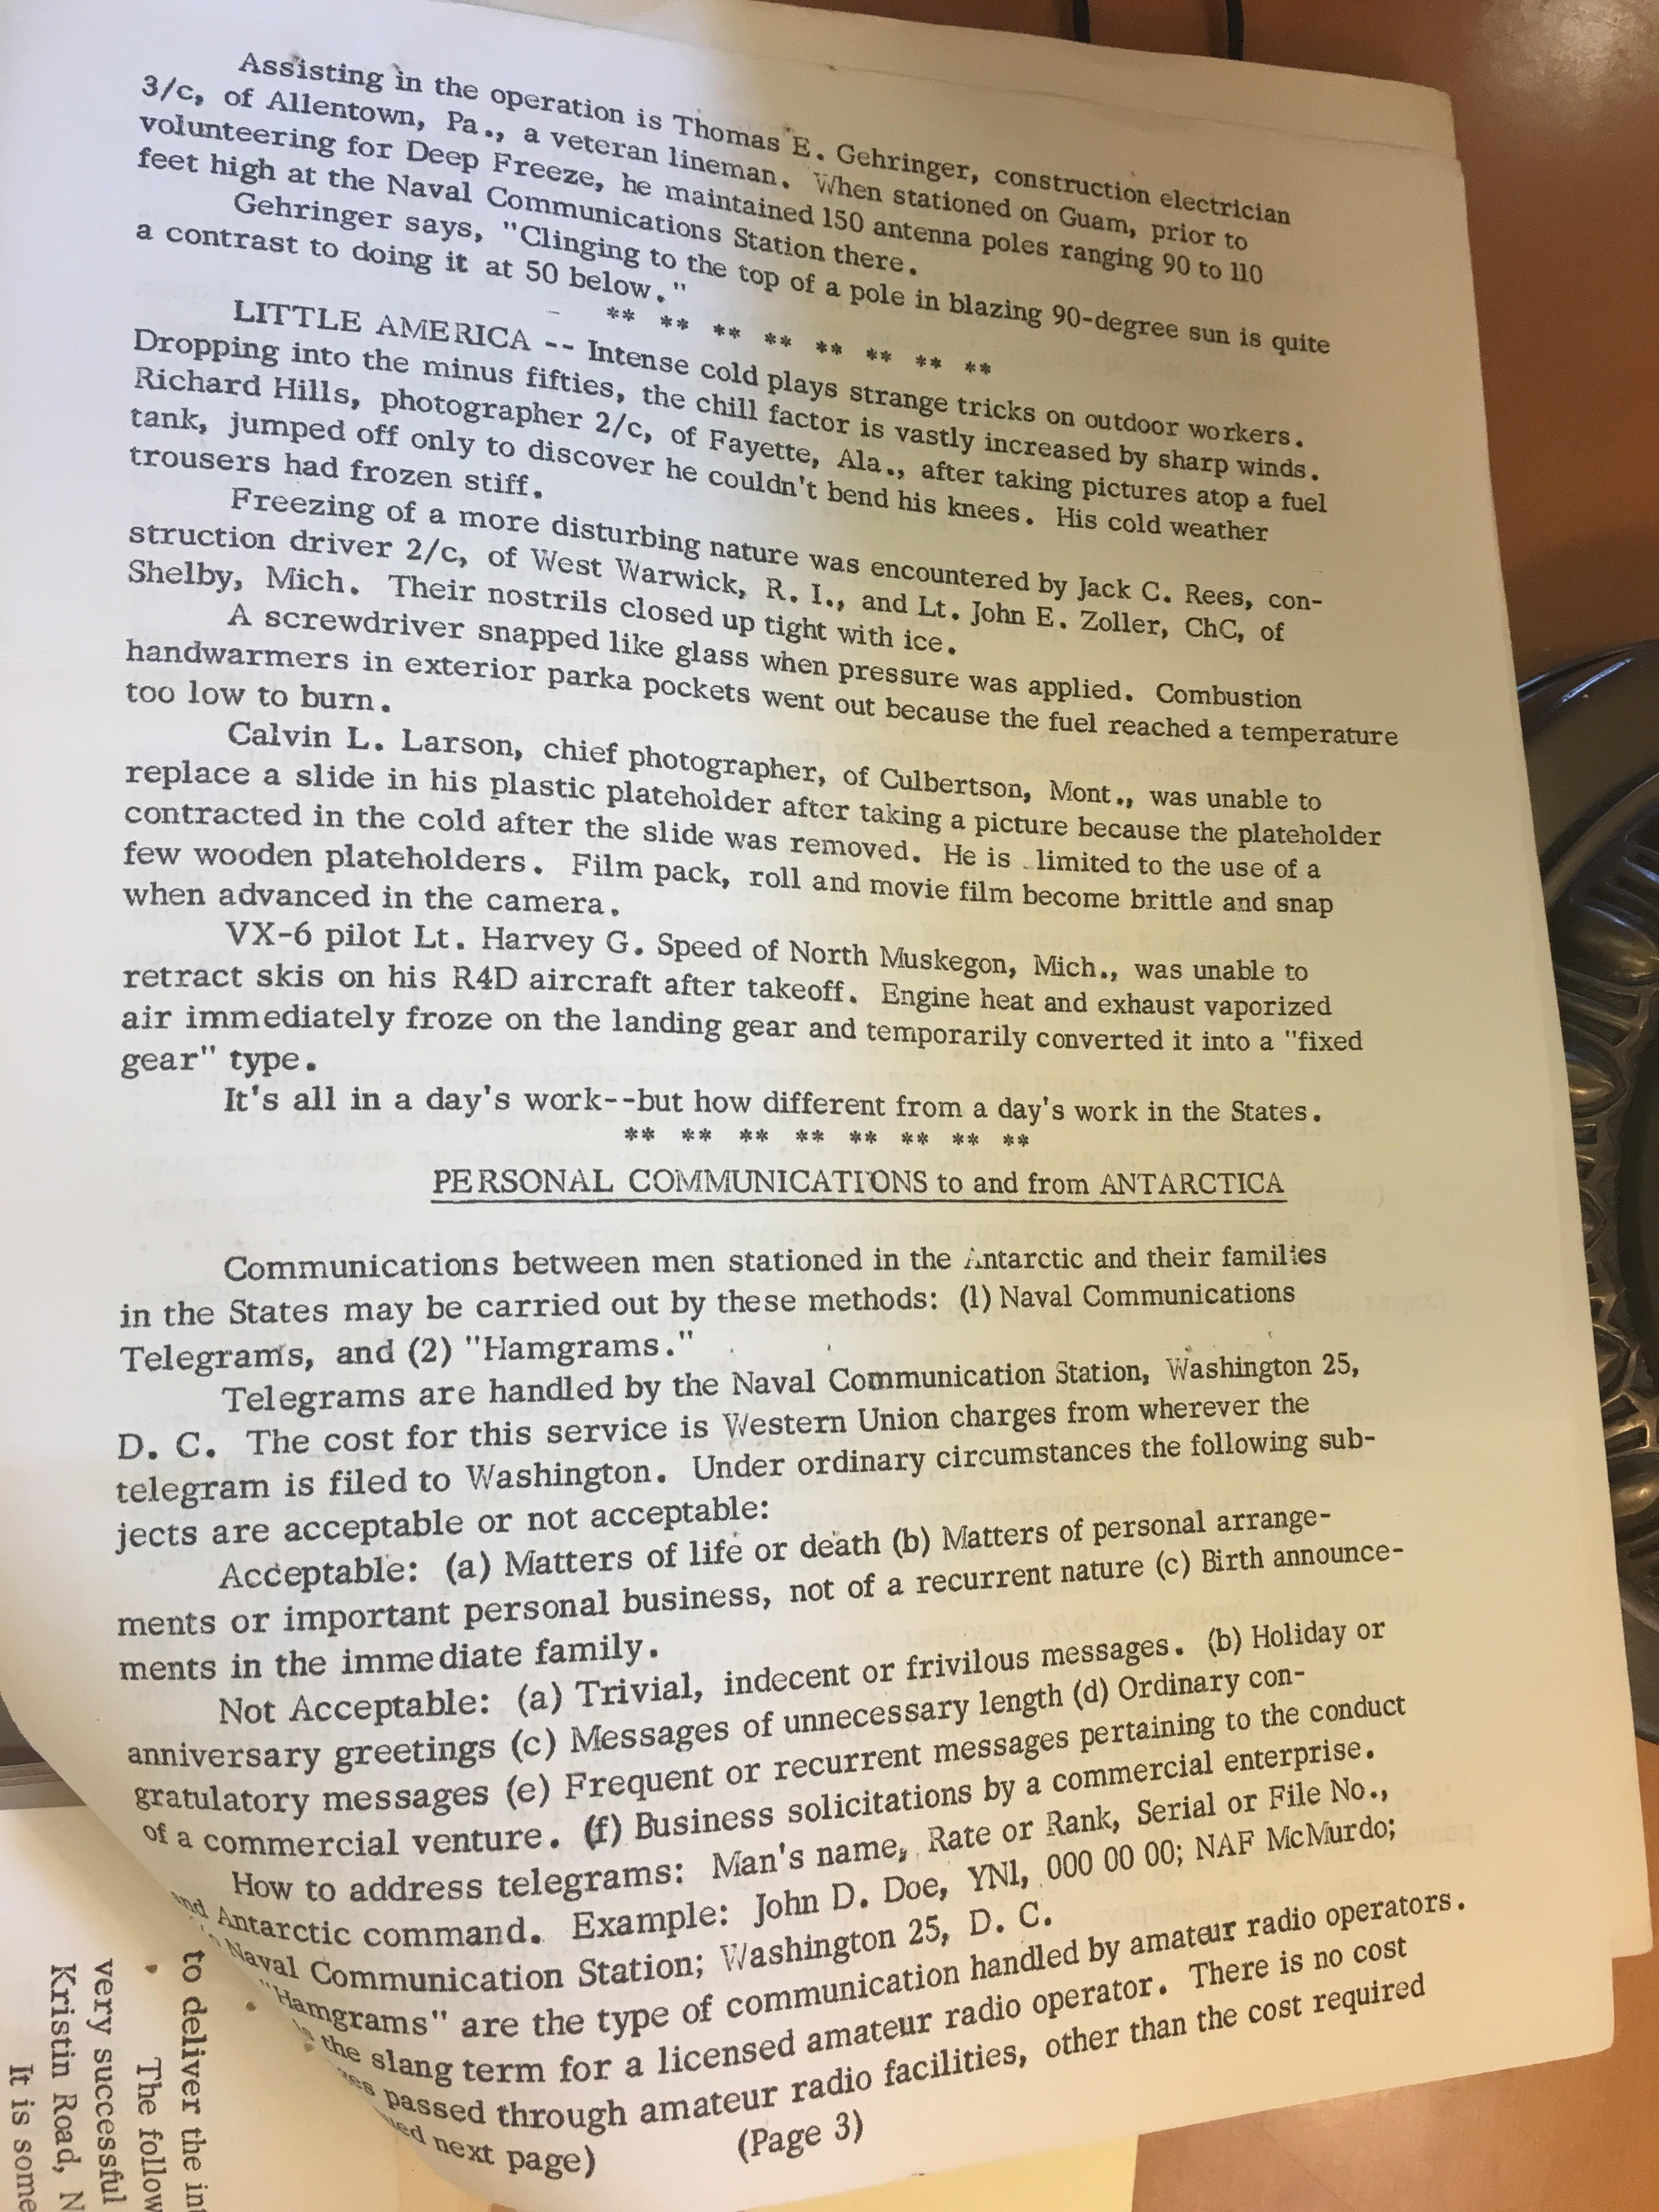 Assisting in the operation is Thomas E. Gehringer, construction electrician
3/c, of Allentown, Pa., a veteran lineman. When stationed on Guam, prior to
volunteering for Deep Freeze, he maintained 150 antenna poles ranging 90 to 110
feet high at the Naval Communications Station there.
Gehringer says, "Clinging to the top of a pole in blazing 90-degree sun is quite
a contrast to doing it at 50 below."
** ** ** ** ** ** ** **
LITTLE AMERICA -- Intense cold plays strange tricks on outdoor workers.
Dropping into the minus fifties, the chill factor is vastly increased by sharp winds.
Richard Hills, photographer 2/c, of Fayette, Ala., after taking pictures atop a fuel
tank, jumped off only to discover he couldn't bend his knees. His cold weather
trousers had frozen stiff.
Freezing of a more disturbing nature was encountered by Jack C. Rees, con-
struction driver 2/c, of West Warwick, R. I., and Lt. John E. Zoller, ChC, of
Shelby, Mich. Their nostrils closed up tight with ice.
A screwdriver snapped like glass when pressure was applied. Combustion
handwarmers in exterior parka pockets went out because the fuel reached a temperature
too low to burn.
Calvin L. Larson, chief photographer, of Culbertson, Mont., was unable to
replace a slide in his plastic plateholder after taking a picture because the plateholder
contracted in the cold after the slide was removed. He is limited to the use of a
few wooden plateholders. Film pack, roll and movie film become brittle and snap
when advanced in the camera.
VX-6 pilot Lt. Harvey G. Speed of North Muskegon, Mich., was unable to
retract skis on his R4D aircraft after takeoff. Engine heat and exhaust vaporized
air immediately froze on the landing gear and temporarily converted it into a "fixed
gear" type.
It's all in a day's work--but how different from a day's work in the States.
** ** ** ** ** ** ** **
PERSONAL COMMUNICATIONS to and from ANTARCTICA
Communications between men stationed in the Antarctic and their families
in the States may be carried out by these methods: (1) Naval Communications
Telegrams, and (2) "Hamgrams."
Telegrams are handled by the Naval Communication Station, Washington 25,
D. C. The cost for this service is Western Union charges from wherever the
telegram is filed to Washington. Under ordinary circumstances the following sub-
jects are acceptable or not acceptable:
Acceptable: (a) Matters of life or death (b) Matters of personal arrange-
ments or important personal business, not of a recurrent nature (c) Birth announce-
ments in the immediate family.
Not Acceptable: (a) Trivial, indecent or frivilous messages. (b) Holiday or
anniversary greetings (c) Messages of unnecessary length (d) Ordinary con-
gratulatory messages (e) Frequent or recurrent messages pertaining to the conduct
of a commercial venture. (f) Business solicitations by a commercial enterprise.
How to address telegrams: Man's name, Rate or Rank, Serial or File No.,
and Antarctic command. Example: John D. Doe, YN1, 000 00 00; NAF McMurdo;
Naval Communication Station; Washington 25, D. C.
"Hamgrams" are the type of communication handled by amateur radio operators.
the slang term for a licensed amateur radio operator. There is no cost
passed through amateur radio facilities, other than the cost required
next page)
(Page 3)
to deliver the
The follow
very successful
Kristin Road, N
It is some